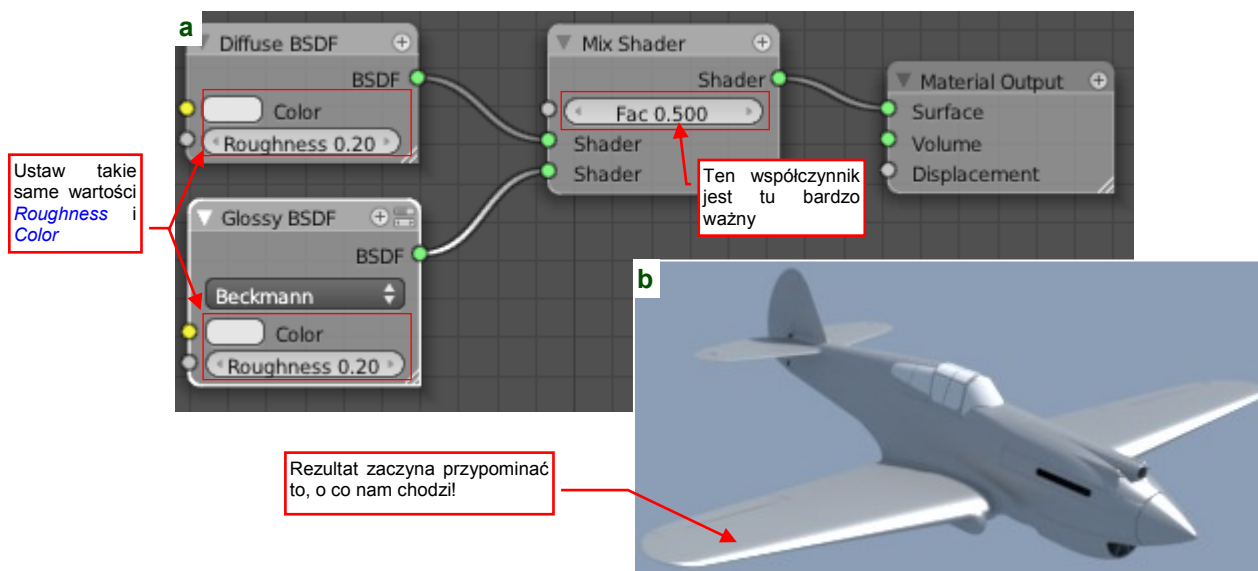 a
Diffuse BSDF
BSDF
Color
Roughness 0.20
Mix Shader
Shader
Fac 0.500
Shader
Shader
Material Output
Surface
Volume
Displacement
Ustaw takie
same wartości
Roughness i
Color
Ten współczynnik
jest tu bardzo
ważny
Glossy BSDF
BSDF
Beckmann
Color
Roughness 0.20
b
Rezultat zaczyna przypominać
to, o co nam chodzi!